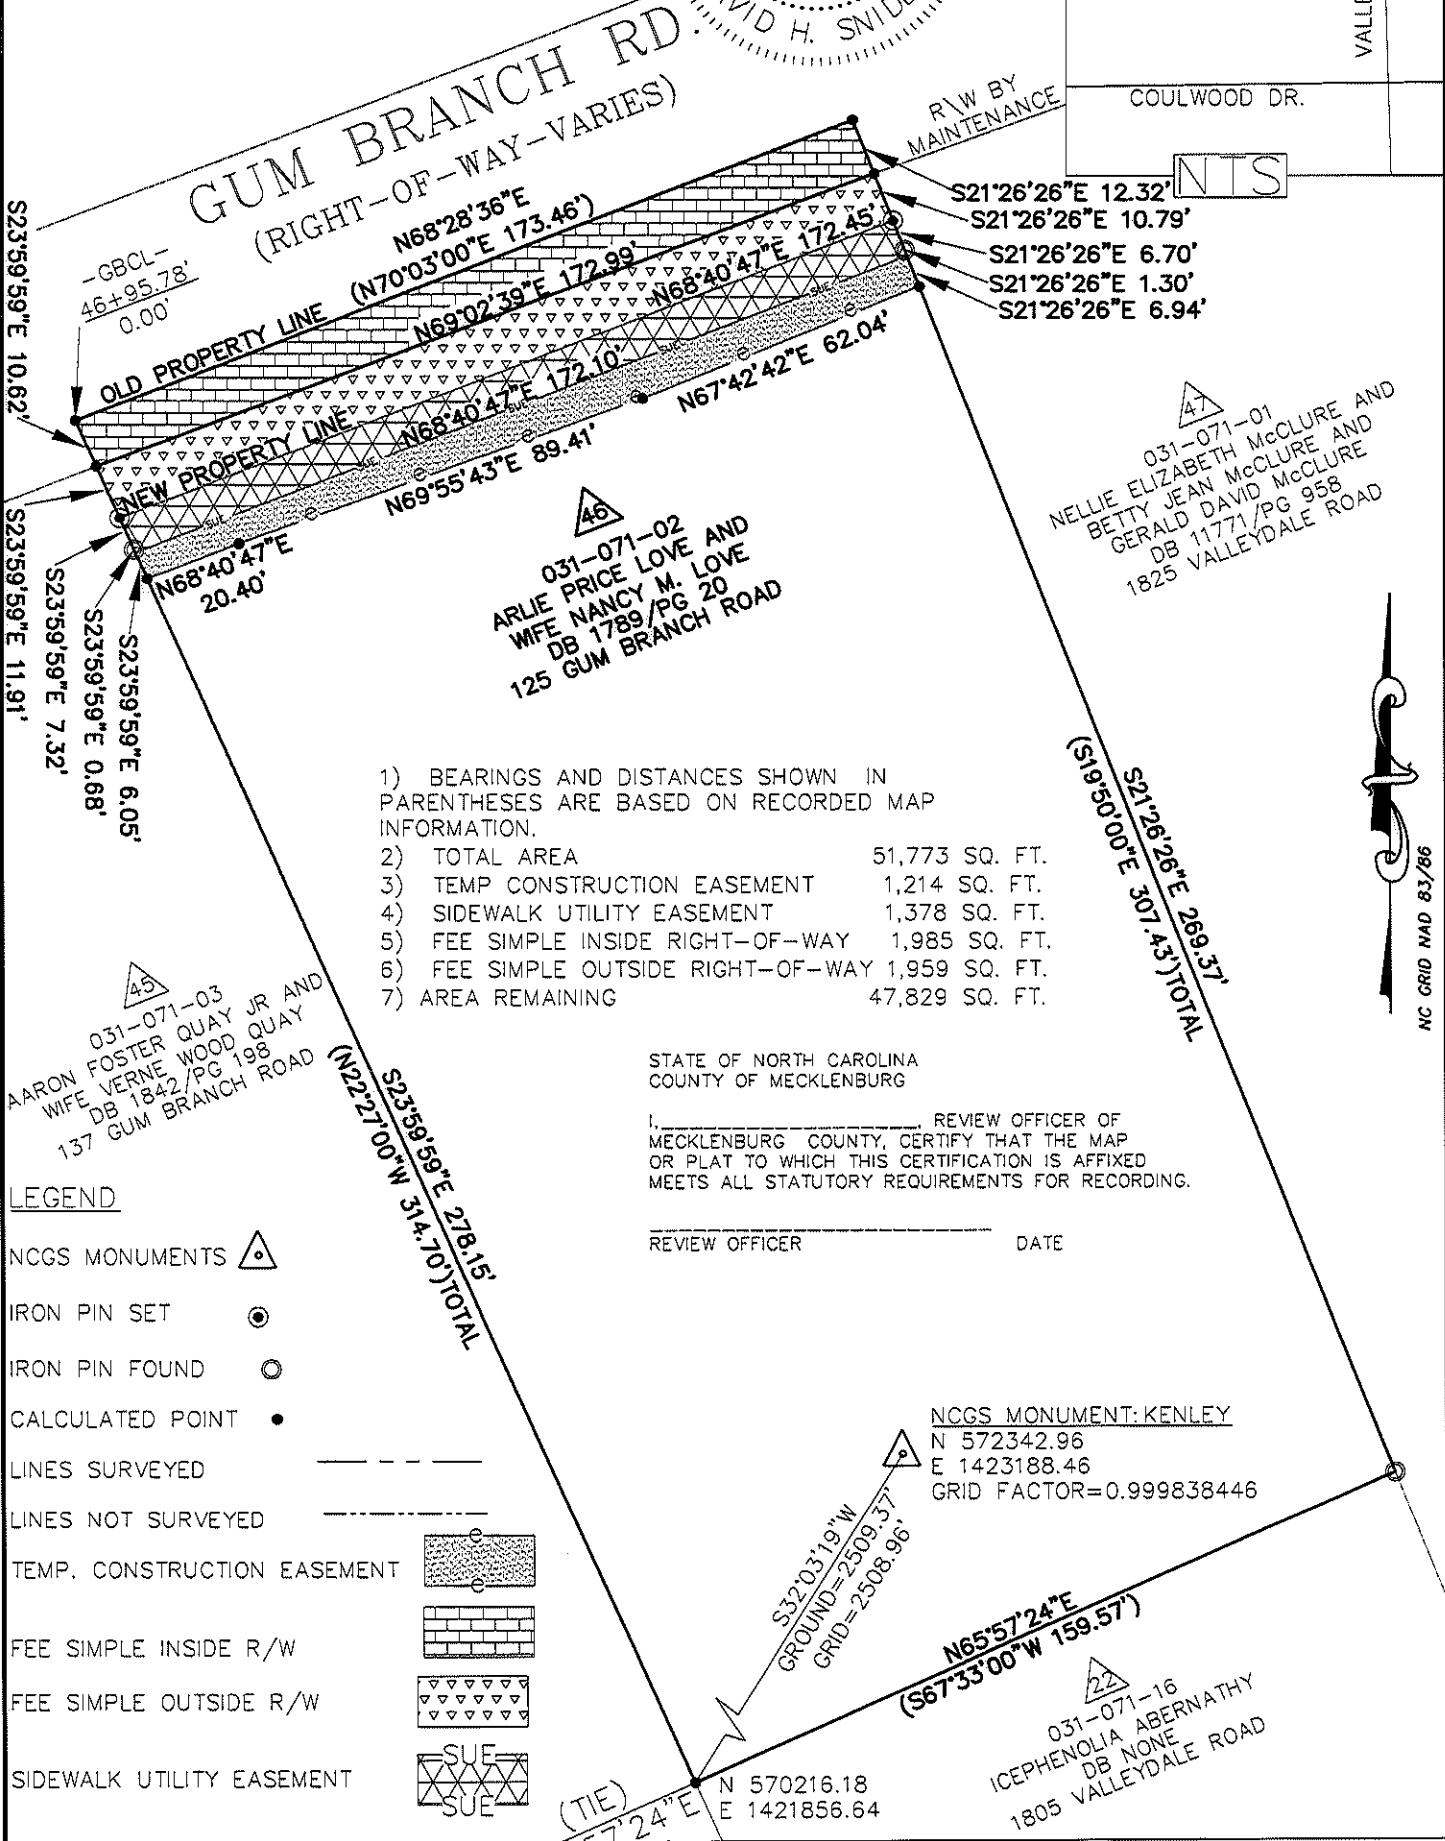 GUM BRANCH RD.
(RIGHT-OF-WAY-VARIES)
DAVID H. SNIDER
R\W BY
MAINTENANCE
COULWOOD DR.
VALLE
NTS
-GBCL-
46+95.78'
0.00'
N68°28'36"E
(N70°03'00"E 173.46')
OLD PROPERTY LINE
N69°02'39"E 172.99'
NEW PROPERTY LINE
N68°40'47"E 172.45'
N68°40'47"E 172.10'
SUE SUE SUE SUE SUE
N67°42'42"E 62.04'
N69°55'43"E 89.41'
N68°40'47"E
20.40'
S21°26'26"E 12.32'
S21°26'26"E 10.79'
S21°26'26"E 6.70'
S21°26'26"E 1.30'
S21°26'26"E 6.94'
S23°59'59"E 10.62'
S23°59'59"E 11.91'
S23°59'59"E 7.32'
S23°59'59"E 0.68'
S23°59'59"E 6.05'
46
031-071-02
ARLIE PRICE LOVE AND
WIFE NANCY M. LOVE
DB 1789/PG 20
125 GUM BRANCH ROAD
47
031-071-01
NELLIE ELIZABETH McCLURE AND
BETTY JEAN McCLURE AND
GERALD DAVID McCLURE
DB 11771/PG 958
1825 VALLEYDALE ROAD
NC GRID NAD 83/86
1) BEARINGS AND DISTANCES SHOWN IN
PARENTHESES ARE BASED ON RECORDED MAP
INFORMATION.
2) TOTAL AREA 51,773 SQ. FT.
3) TEMP CONSTRUCTION EASEMENT 1,214 SQ. FT.
4) SIDEWALK UTILITY EASEMENT 1,378 SQ. FT.
5) FEE SIMPLE INSIDE RIGHT-OF-WAY 1,985 SQ. FT.
6) FEE SIMPLE OUTSIDE RIGHT-OF-WAY 1,959 SQ. FT.
7) AREA REMAINING 47,829 SQ. FT.
S21°26'26"E 269.37'
(S19°50'00"E 307.43')TOTAL
45
031-071-03
AARON FOSTER QUAY JR AND
WIFE VERNE WOOD QUAY
DB 1842/PG 198
137 GUM BRANCH ROAD
S23°59'59"E 278.15'
(N22°27'00"W 314.70')TOTAL
STATE OF NORTH CAROLINA
COUNTY OF MECKLENBURG
I,____________________, REVIEW OFFICER OF
MECKLENBURG COUNTY, CERTIFY THAT THE MAP
OR PLAT TO WHICH THIS CERTIFICATION IS AFFIXED
MEETS ALL STATUTORY REQUIREMENTS FOR RECORDING.
REVIEW OFFICER DATE
LEGEND
NCGS MONUMENTS
IRON PIN SET
IRON PIN FOUND
CALCULATED POINT
LINES SURVEYED
LINES NOT SURVEYED
TEMP. CONSTRUCTION EASEMENT
e
e
FEE SIMPLE INSIDE R/W
FEE SIMPLE OUTSIDE R/W
SIDEWALK UTILITY EASEMENT
SUE
SUE
NCGS MONUMENT: KENLEY
N 572342.96
E 1423188.46
GRID FACTOR=0.999838446
S32°03'19"W
GROUND=2509.37'
GRID=2508.96'
N65°57'24"E
(S67°33'00"W 159.57')
22
031-071-16
ICEPHENOLIA ABERNATHY
DB NONE
1805 VALLEYDALE ROAD
N 570216.18
E 1421856.64
(TIE)
57'24"E